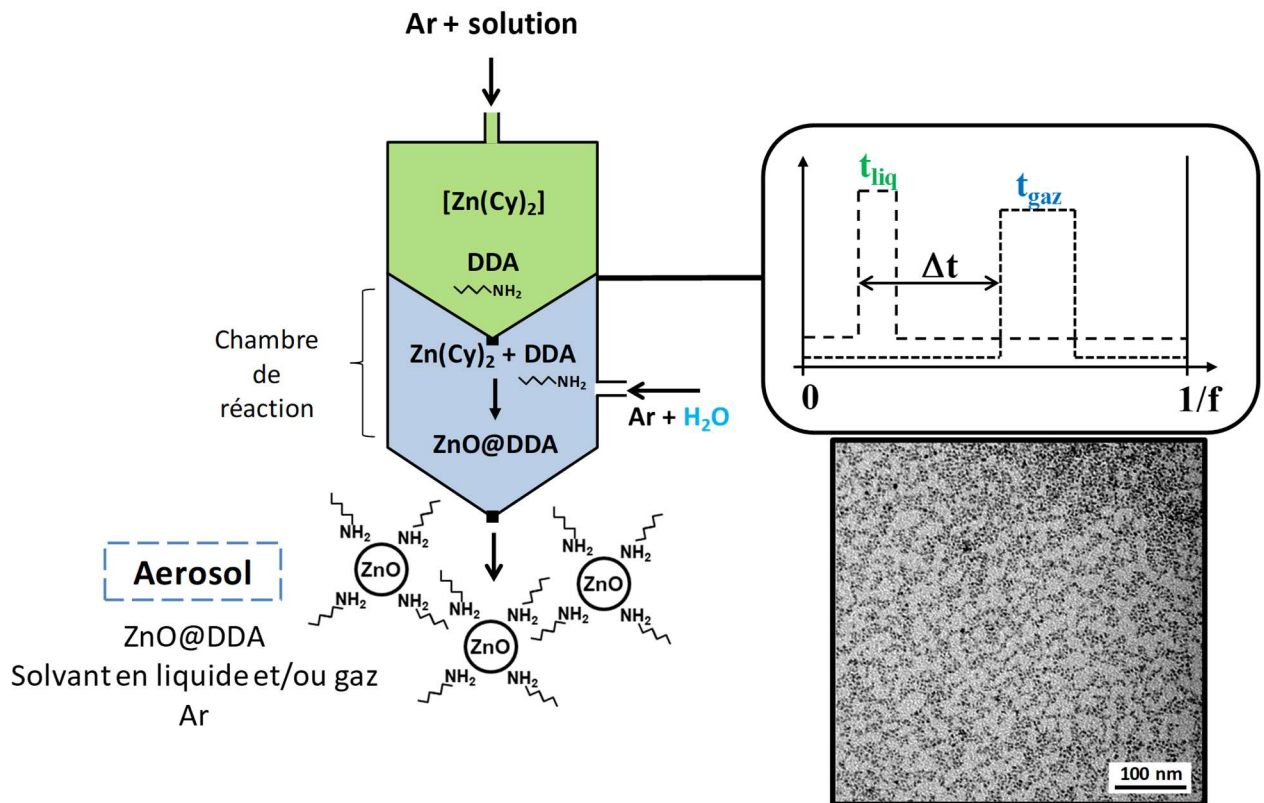 Ar + solution
[Zn(Cy)₂]
DDA
NH₂
Chambre
de
réaction
Zn(Cy)₂ + DDA
NH₂
Ar + H₂O
ZnO@DDA
t_liq
t_gaz
Δt
0
1/f
NH₂
NH₂
ZnO
NH₂
NH₂
NH₂
NH₂
ZnO
NH₂
NH₂
NH₂
NH₂
ZnO
NH₂
NH₂
Aerosol
ZnO@DDA
Solvant en liquide et/ou gaz
Ar
100 nm